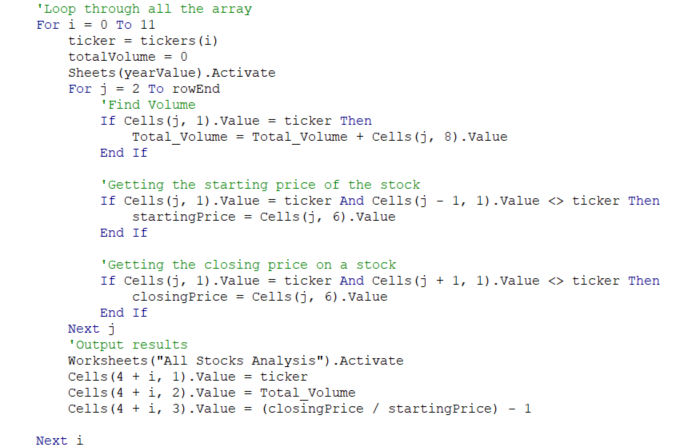 'Loop through all the array
For i = 0 To 11
ticker = tickers(i)
totalVolume = 0
Sheets(yearValue).Activate
For j = 2 To rowEnd
'Find Volume
If Cells(j, 1).Value = ticker Then
Total_Volume = Total_Volume + Cells(j, 8).Value
End If
'Getting the starting price of the stock
If Cells(j, 1).Value = ticker And Cells(j - 1, 1).Value <> ticker Then
startingPrice = Cells(j, 6).Value
End If
'Getting the closing price on a stock
If Cells(j, 1).Value = ticker And Cells(j + 1, 1).Value <> ticker Then
closingPrice = Cells(j, 6).Value
End If
Next j
'Output results
Worksheets("All Stocks Analysis").Activate
Cells(4 + i, 1).Value = ticker
Cells(4 + i, 2).Value = Total_Volume
Cells(4 + i, 3).Value = (closingPrice / startingPrice) - 1
Next i